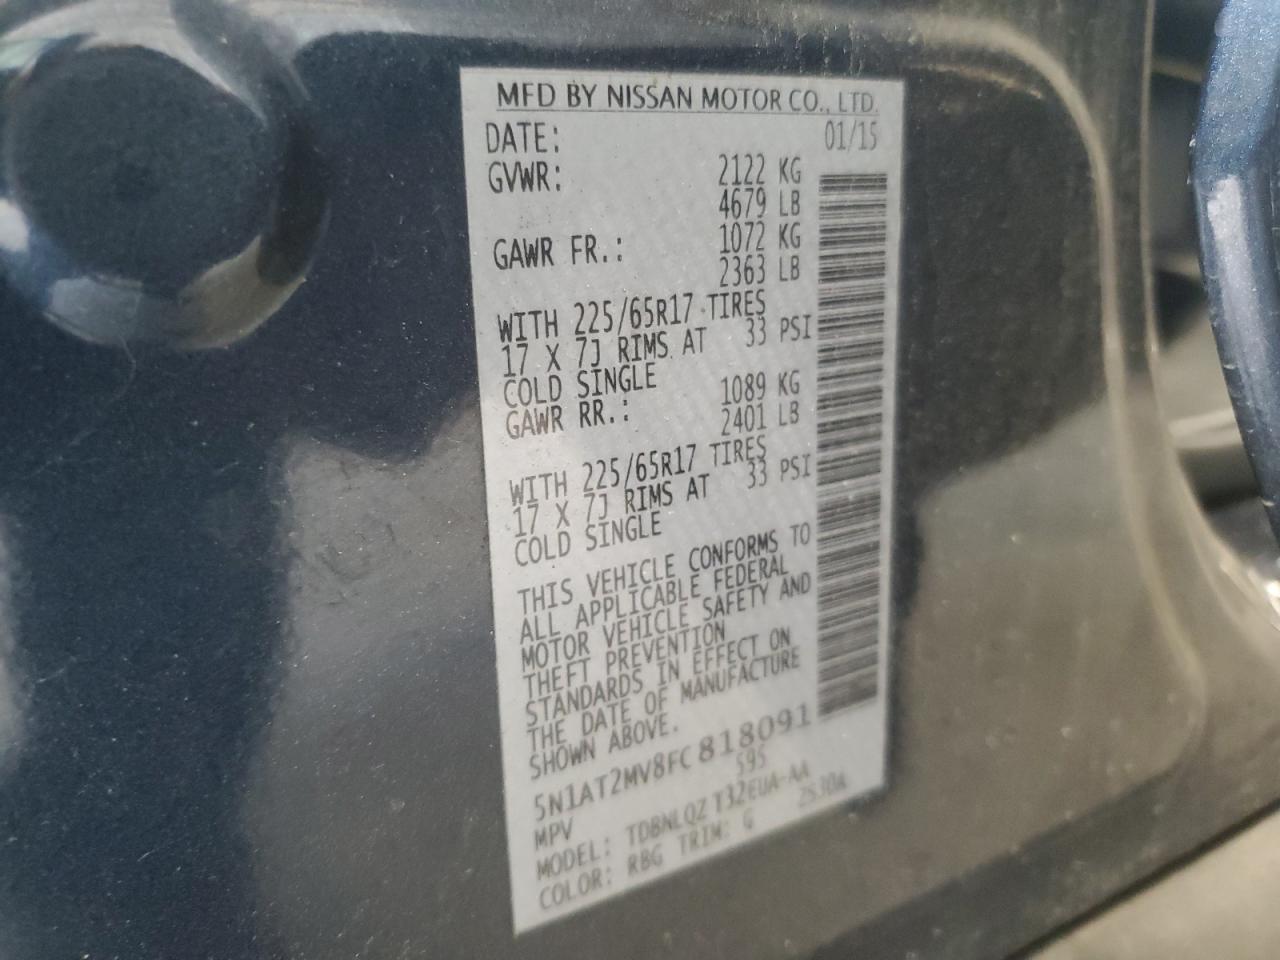 MFD BY NISSAN MOTOR CO., LTD.
DATE: 01/15
GVWR: 2122 KG
4679 LB
GAWR FR.: 1072 KG
2363 LB
WITH 225/65R17 TIRES
17 X 7J RIMS AT 33 PSI
COLD SINGLE
GAWR RR.: 1089 KG
2401 LB
WITH 225/65R17 TIRES
17 X 7J RIMS AT 33 PSI
COLD SINGLE
THIS VEHICLE CONFORMS TO
ALL APPLICABLE FEDERAL
MOTOR VEHICLE SAFETY AND
THEFT PREVENTION
STANDARDS IN EFFECT ON
THE DATE OF MANUFACTURE
SHOWN ABOVE.
5N1AT2MV8FC818091
MPV S95
MODEL: TDBNLQZ T32EUA-AA
COLOR: RBG TRIM: G 2530A